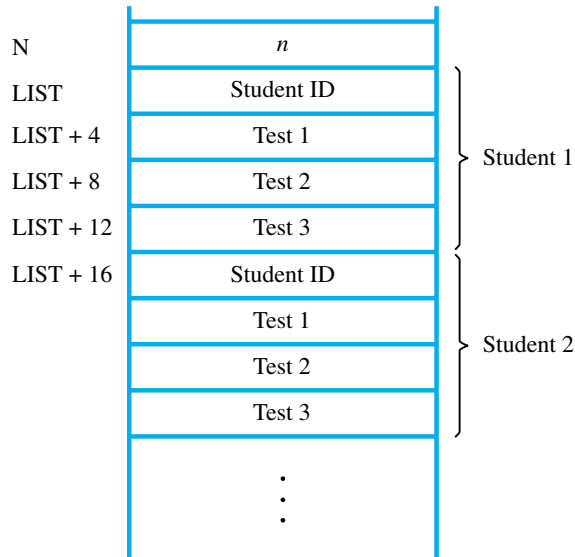 N n
LIST Student ID
LIST + 4 Test 1
LIST + 8 Test 2
Student 1
LIST + 12 Test 3
LIST + 16 Student ID
Test 1
Student 2
Test 2
Test 3